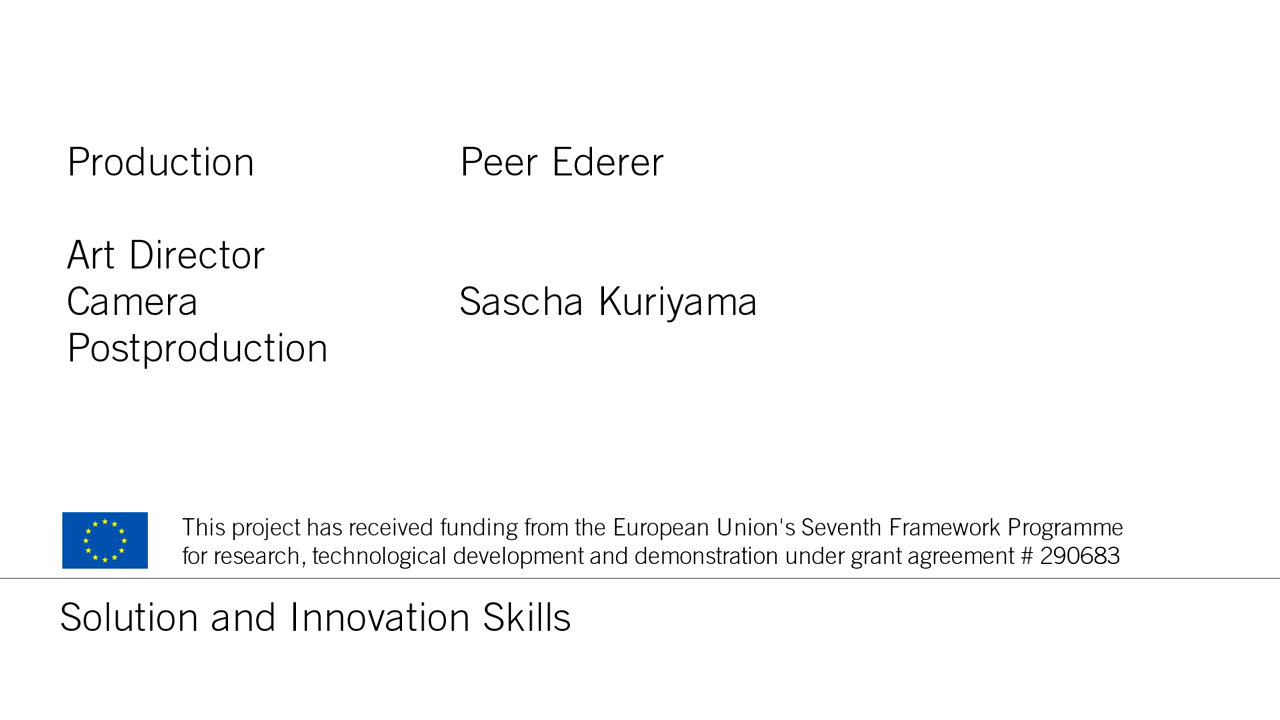 Production Peer Ederer
Art Director
Camera Sascha Kuriyama
Postproduction
This project has received funding from the European Union's Seventh Framework Programme
for research, technological development and demonstration under grant agreement # 290683
Solution and Innovation Skills